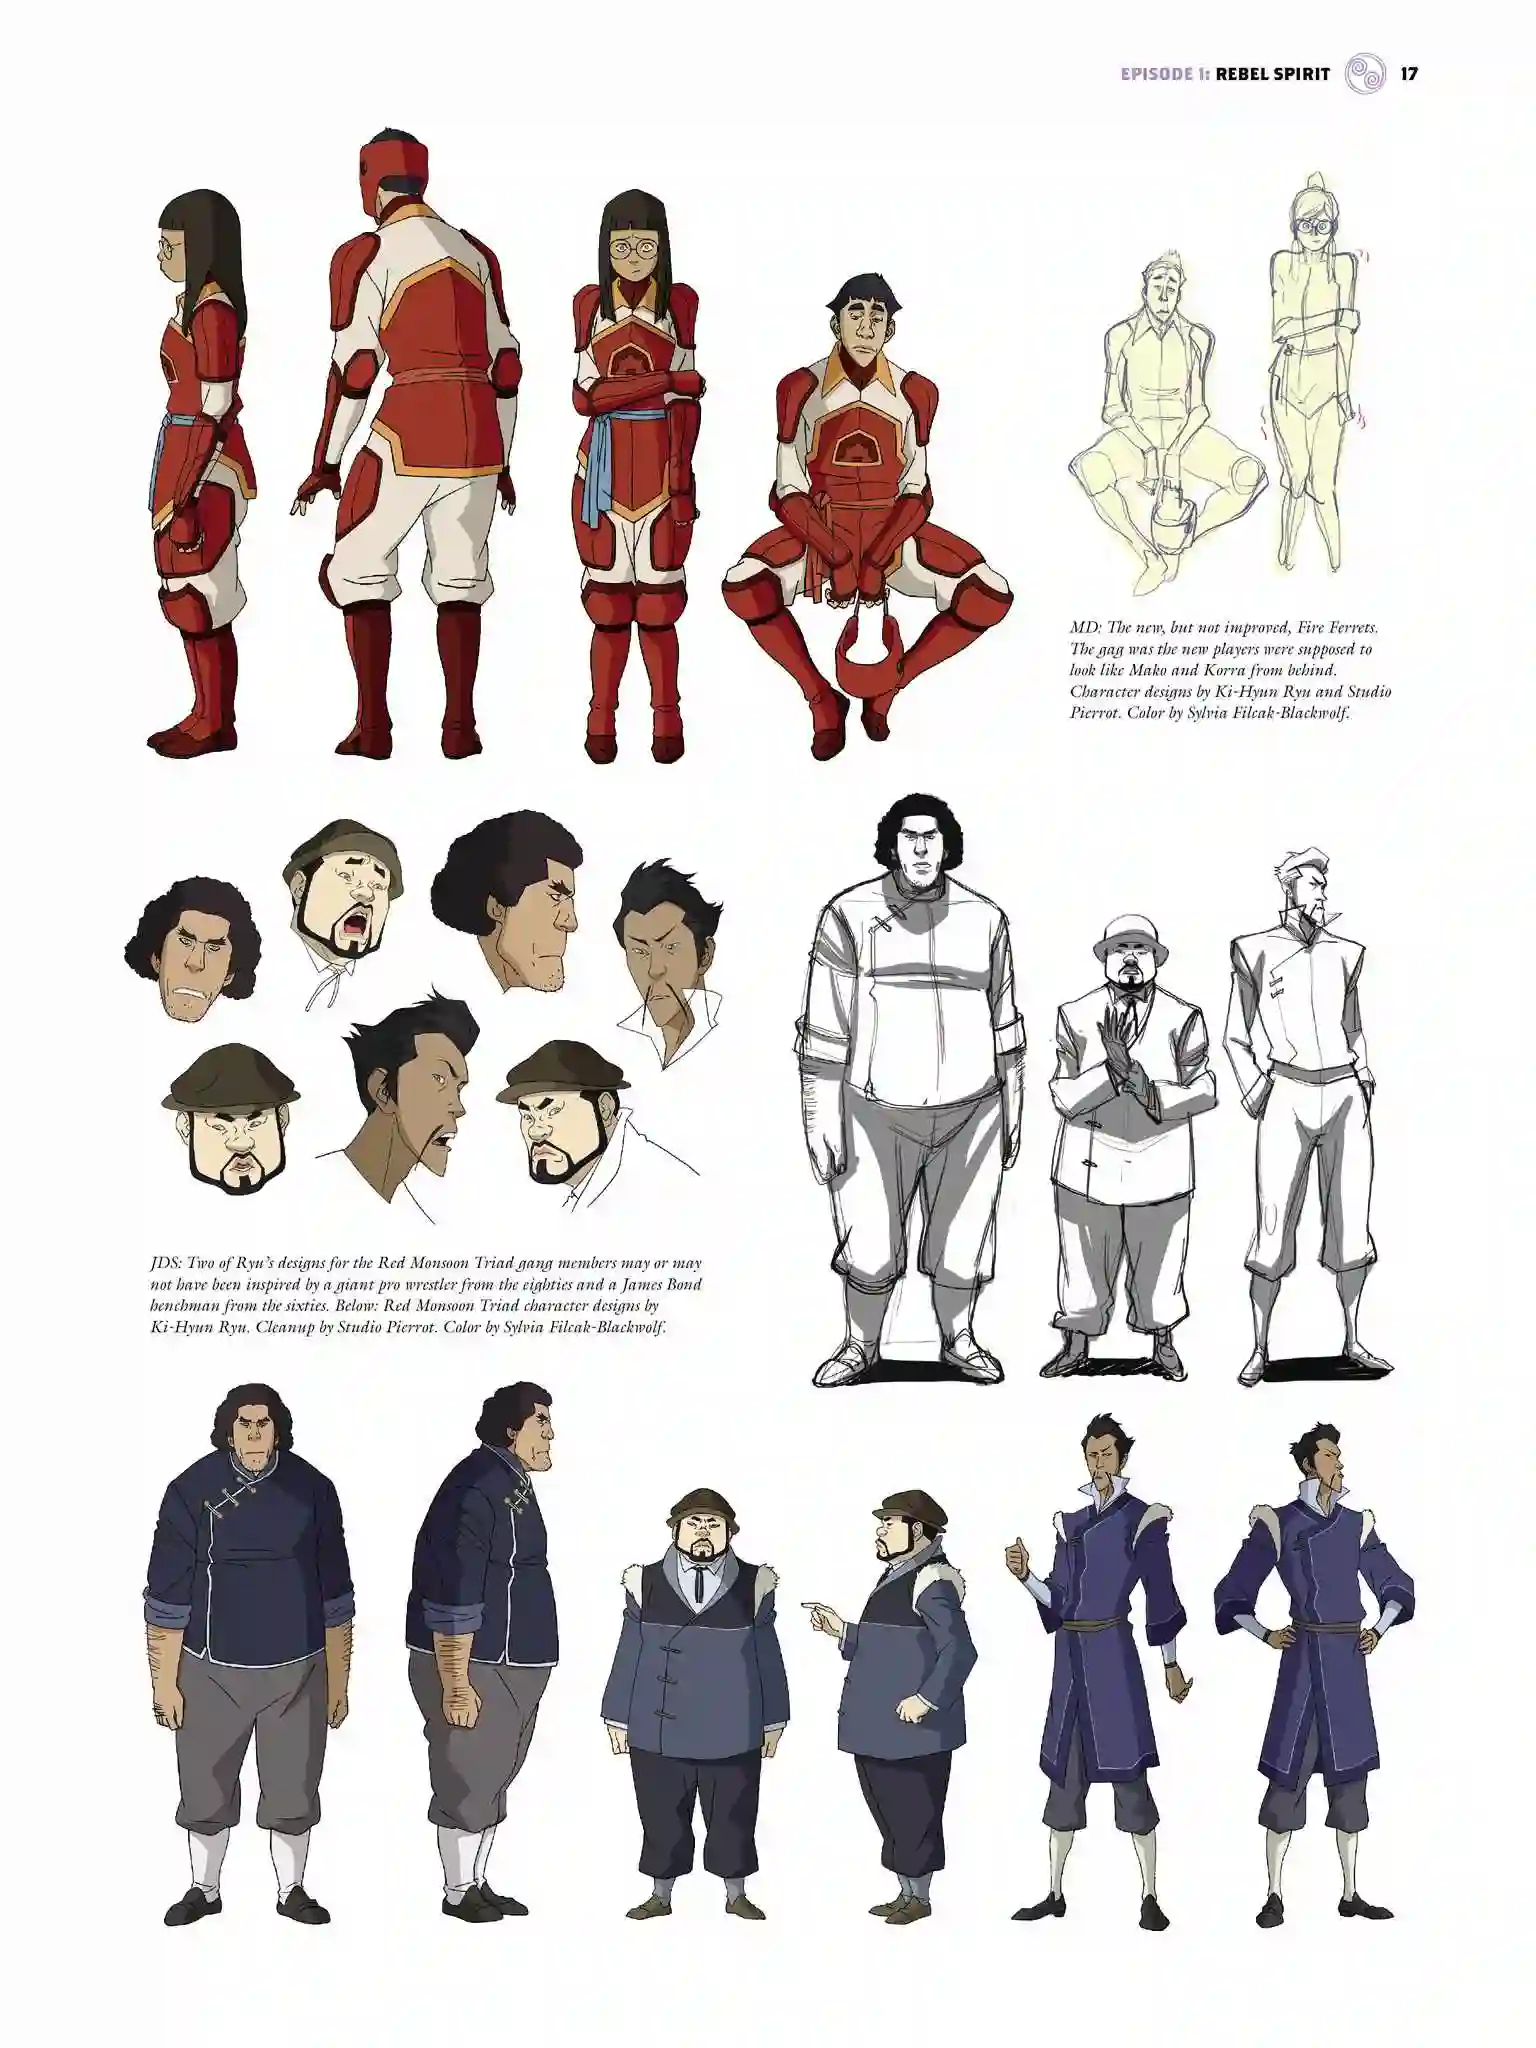 EPISODE 1: REBEL SPIRIT 17
MD: The new, but not improved, Fire Ferrets.
The gag was the new players were supposed to
look like Mako and Korra from behind.
Character designs by Ki-Hyun Ryu and Studio
Pierrot. Color by Sylvia Filcak-Blackwolf.
JDS: Two of Ryu's designs for the Red Monsoon Triad gang members may or may
not have been inspired by a giant pro wrestler from the eighties and a James Bond
henchman from the sixties. Below: Red Monsoon Triad character designs by
Ki-Hyun Ryu. Cleanup by Studio Pierrot. Color by Sylvia Filcak-Blackwolf.